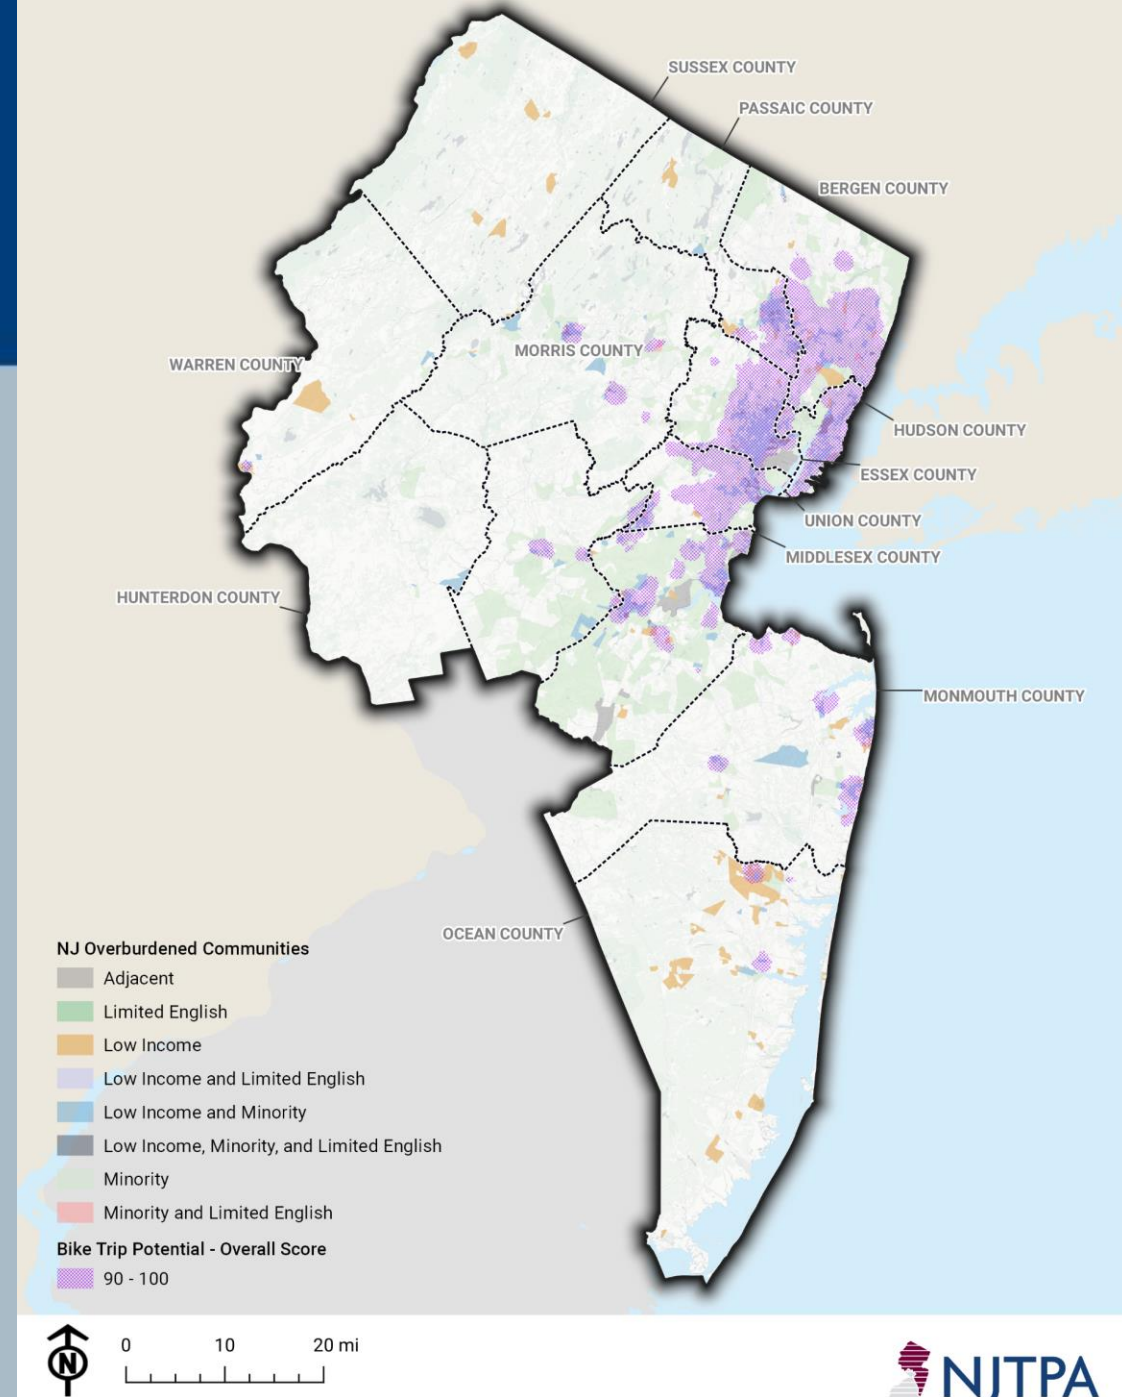 SUSSEX COUNTY
PASSAIC COUNTY
BERGEN COUNTY
WARREN COUNTY
MORRIS COUNTY
HUDSON COUNTY
ESSEX COUNTY
UNION COUNTY
MIDDLESEX COUNTY
HUNTERDON COUNTY
MONMOUTH COUNTY
OCEAN COUNTY
NJ Overburdened Communities
Adjacent
Limited English
Low Income
Low Income and Limited English
Low Income and Minority
Low Income, Minority, and Limited English
Minority
Minority and Limited English
Bike Trip Potential - Overall Score
90 - 100
N
0 10 20 mi
NJTPA